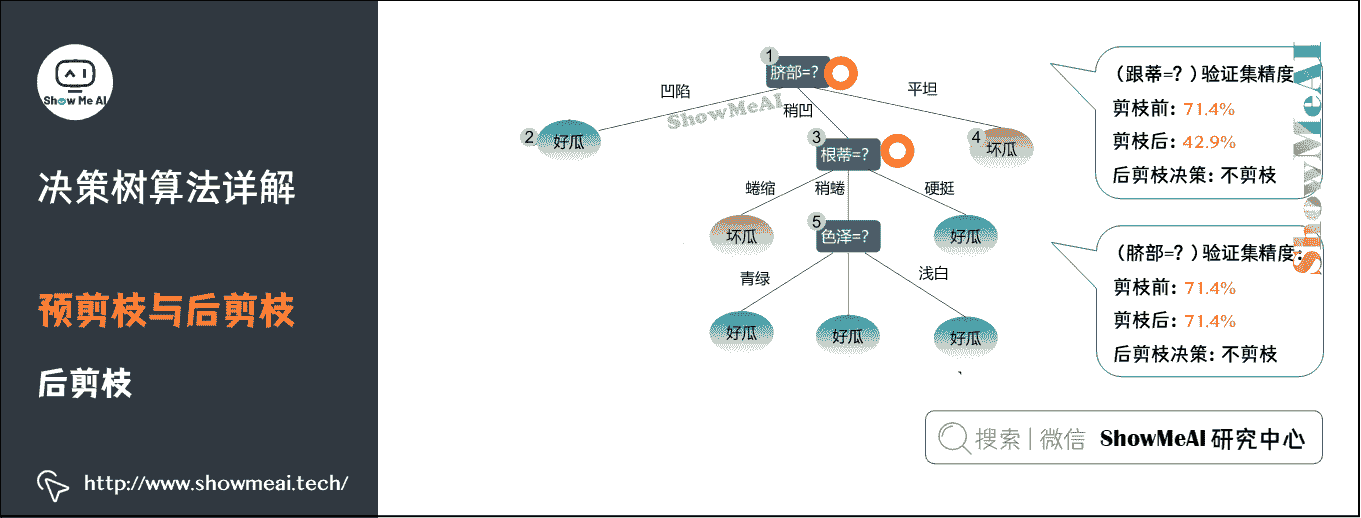 Show Me AI
决策树算法详解
预剪枝与后剪枝
后剪枝
http://www.showmeai.tech/
1
脐部=?
凹陷
稍凹
平坦
ShowMeAI
2
好瓜
3
根蒂=?
4
坏瓜
蜷缩
稍蜷
硬挺
坏瓜
5
色泽=?
好瓜
青绿
浅白
好瓜
好瓜
好瓜
(跟蒂=?)验证集精度:
剪枝前: 71.4%
剪枝后: 42.9%
后剪枝决策: 不剪枝
(脐部=?)验证集精度:
剪枝前: 71.4%
剪枝后: 71.4%
后剪枝决策: 不剪枝
ShowMeAI
搜索 | 微信 ShowMeAI 研究中心